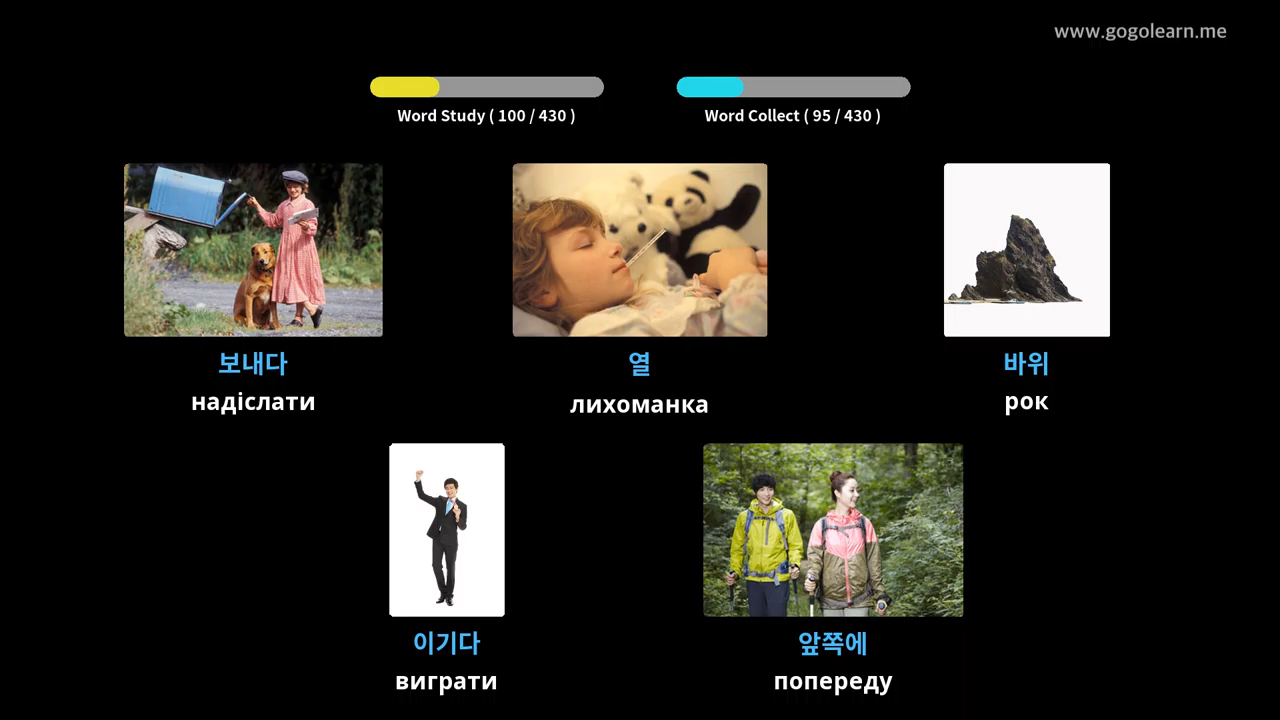 www.gogolearn.me
Word Study ( 100 / 430 )
Word Collect ( 95 / 430 )
보내다
надіслати
열
лихоманка
바위
рок
이기다
виграти
앞쪽에
попереду